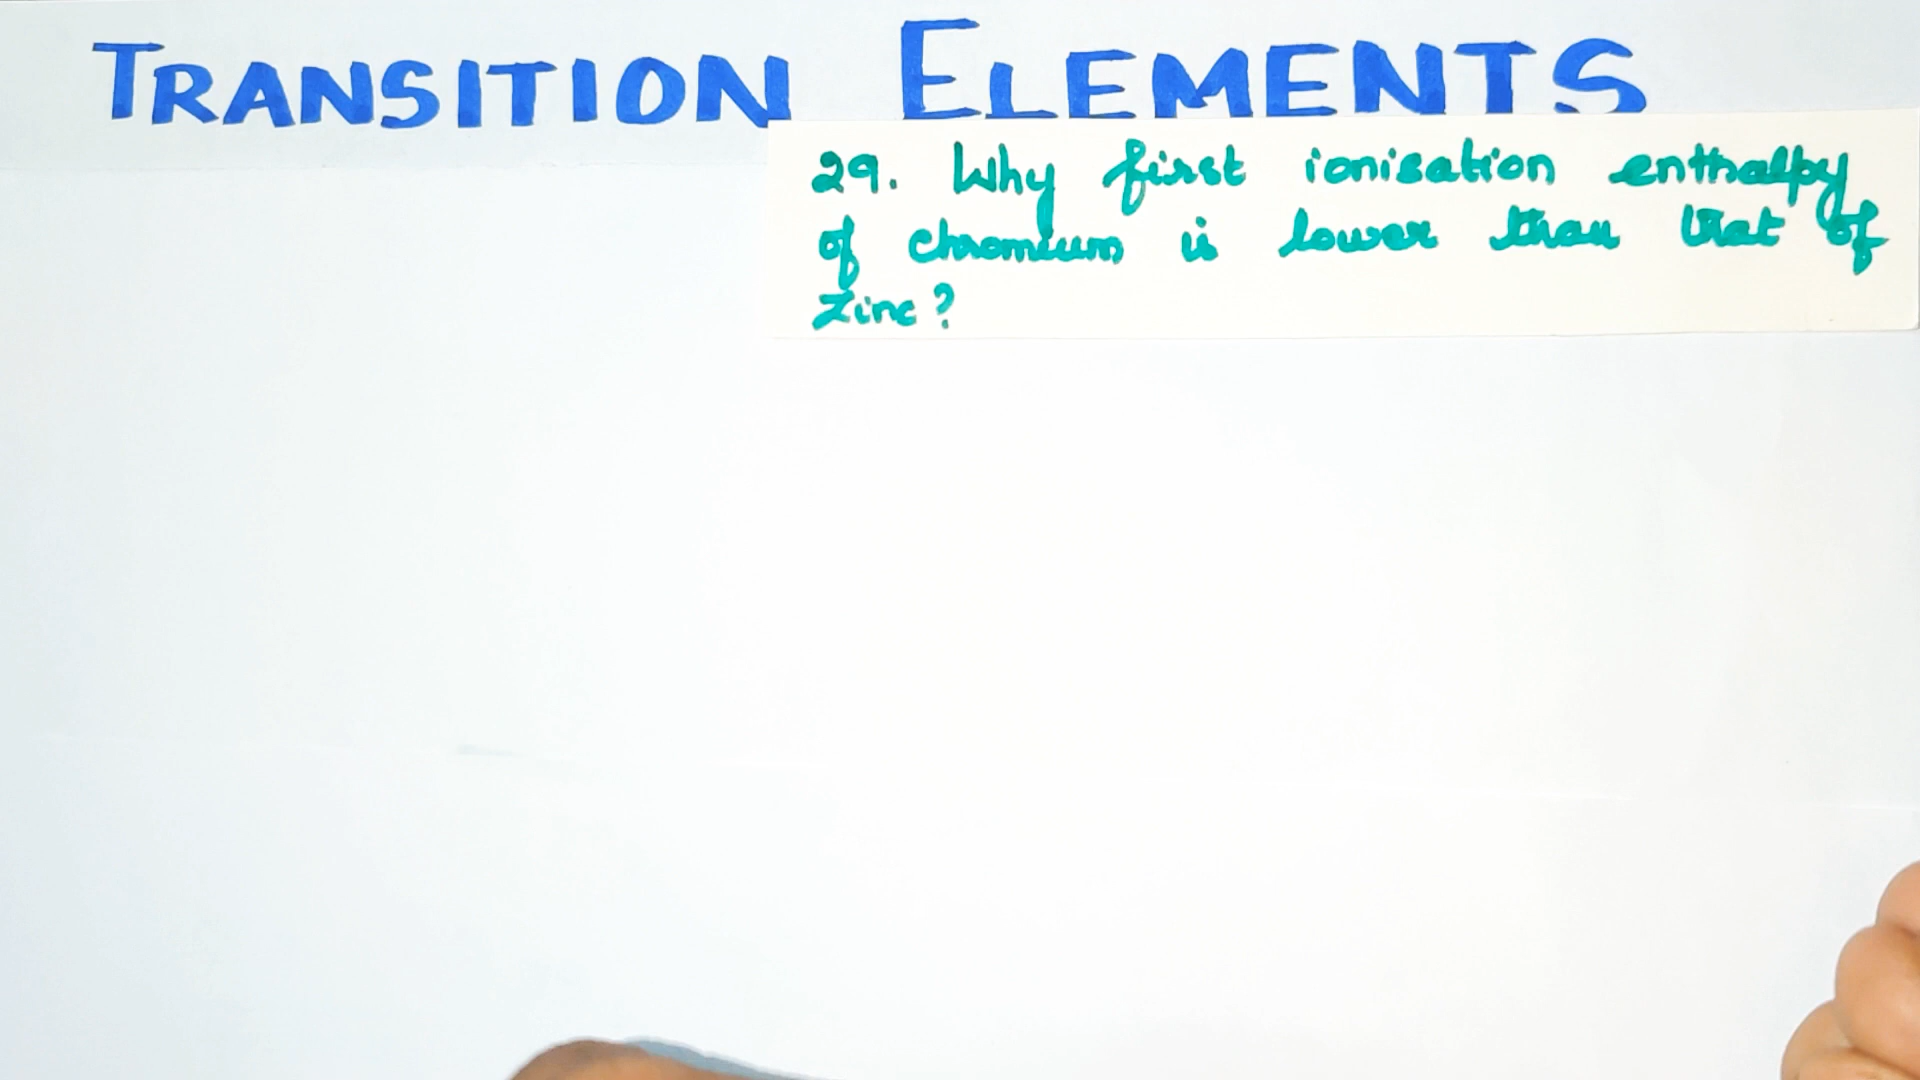 TRANSITION ELEMENTS
29. Why first ionisation enthalpy
of chromium is lower than that of
Zinc?